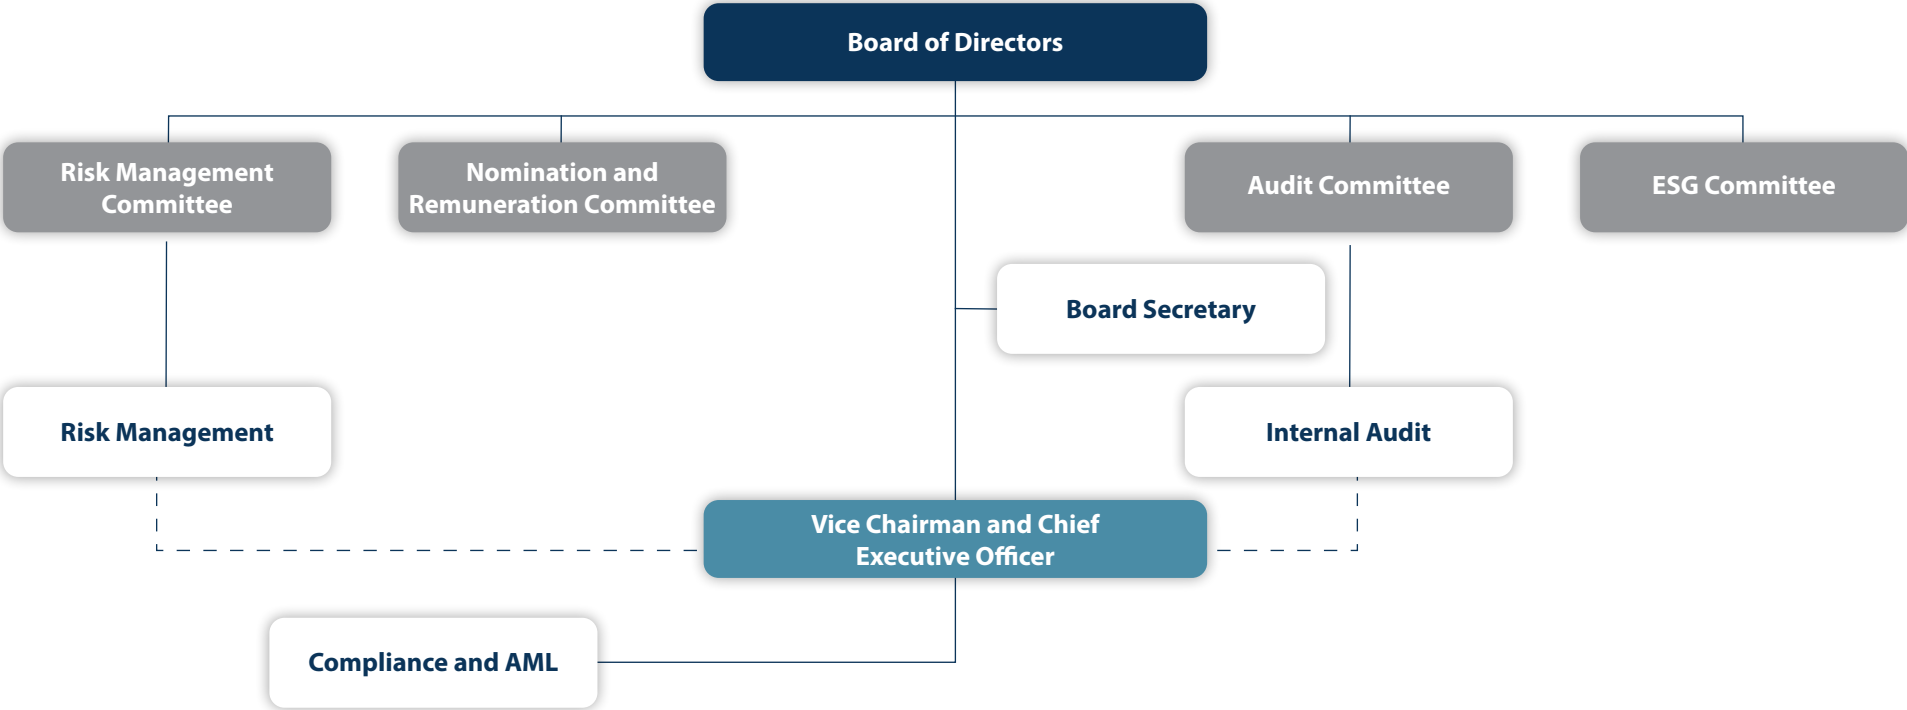 Board of Directors
Risk Management
Committee
Nomination and
Remuneration Committee
Audit Committee
ESG Committee
Board Secretary
Risk Management
Internal Audit
Vice Chairman and Chief
Executive Officer
Compliance and AML